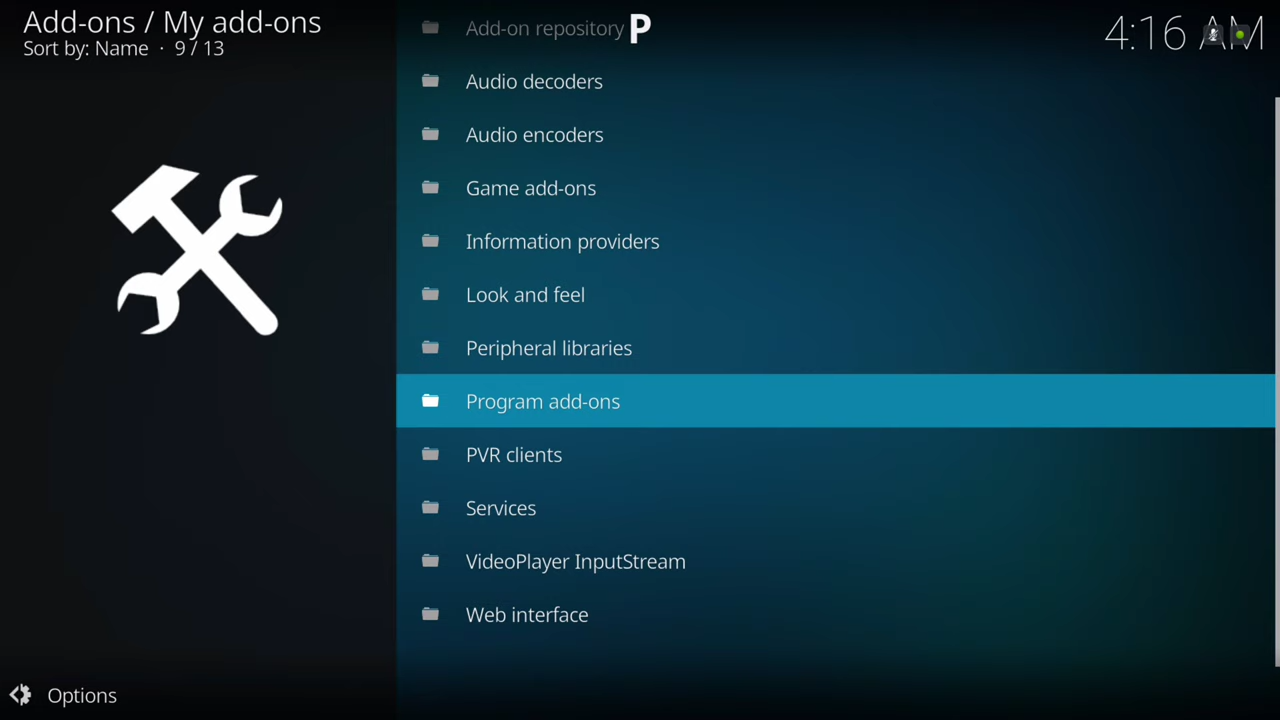 Add-ons / My add-ons
Sort by: Name · 9 / 13
4:16 AM
Add-on repository
P
Audio decoders
Audio encoders
Game add-ons
Information providers
Look and feel
Peripheral libraries
Program add-ons
PVR clients
Services
VideoPlayer InputStream
Web interface
Options